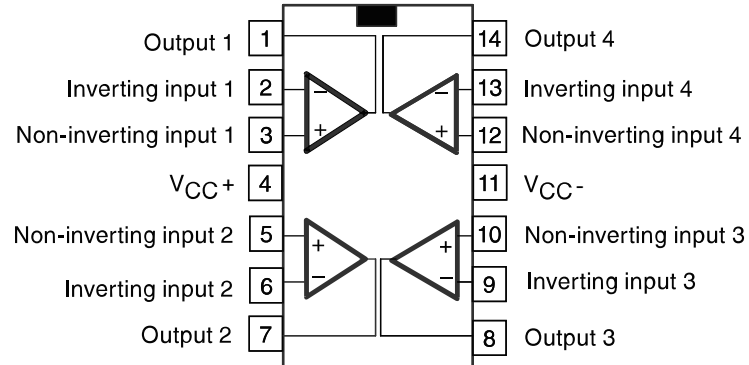 Output 1 1 14 Output 4
Inverting input 1 2 − − 13 Inverting input 4
Non-inverting input 1 3 + + 12 Non-inverting input 4
VCC+ 4 11 VCC-
Non-inverting input 2 5 + + 10 Non-inverting input 3
Inverting input 2 6 − − 9 Inverting input 3
Output 2 7 8 Output 3